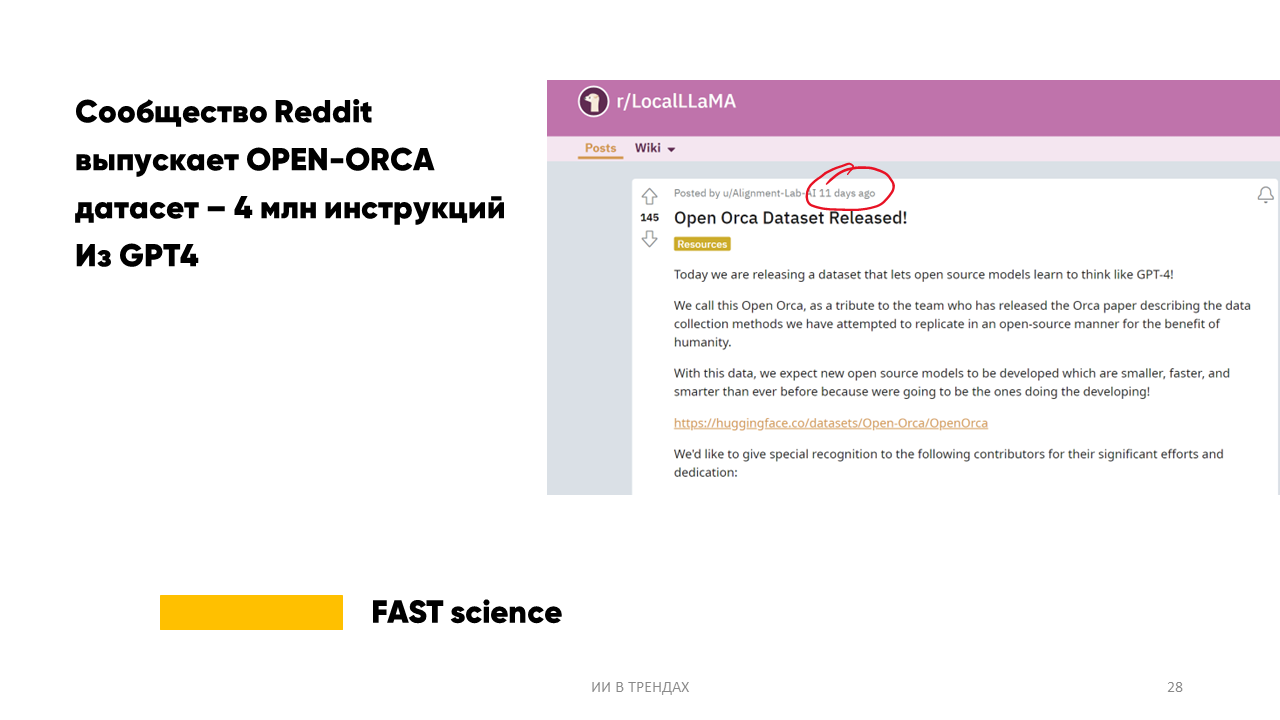 Сообщество Reddit
выпускает OPEN-ORCA
датасет – 4 млн инструкций
Из GPT4
r/LocalLLaMA
Posts Wiki
Posted by u/Alignment-Lab-AI 11 days ago
145
Open Orca Dataset Released!
Resources
Today we are releasing a dataset that lets open source models learn to think like GPT-4!
We call this Open Orca, as a tribute to the team who has released the Orca paper describing the data
collection methods we have attempted to replicate in an open-source manner for the benefit of
humanity.
With this data, we expect new open source models to be developed which are smaller, faster, and
smarter than ever before because were going to be the ones doing the developing!
https://huggingface.co/datasets/Open-Orca/OpenOrca
We'd like to give special recognition to the following contributors for their significant efforts and
dedication:
FAST science
ИИ В ТРЕНДАХ
28